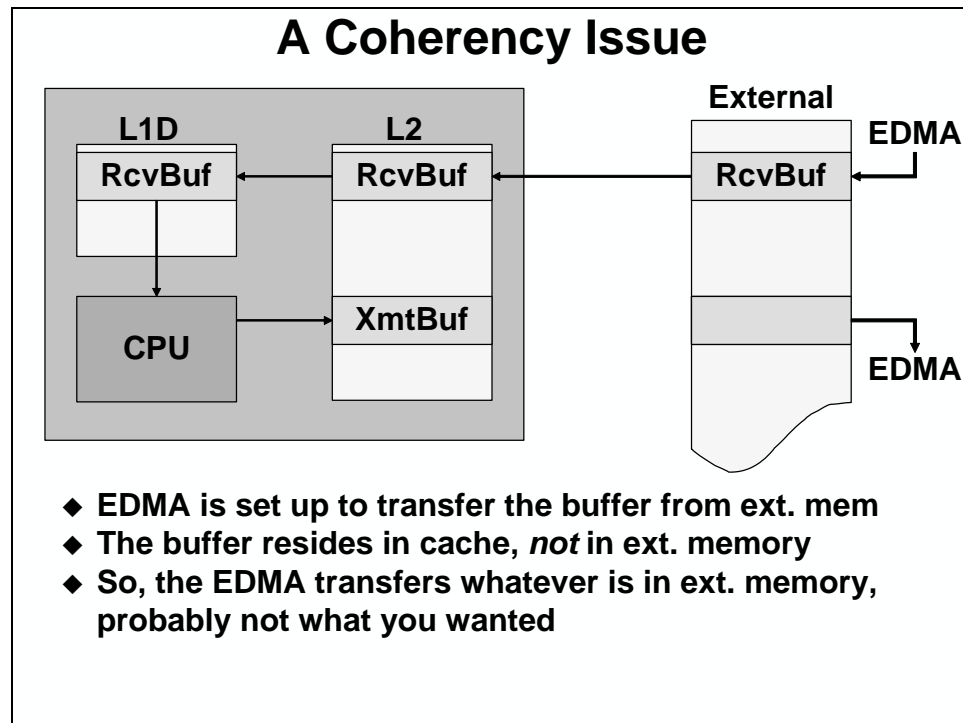 A Coherency Issue
External
L1D
L2
EDMA
RcvBuf
RcvBuf
RcvBuf
CPU
XmtBuf
EDMA
◆ EDMA is set up to transfer the buffer from ext. mem
◆ The buffer resides in cache, not in ext. memory
◆ So, the EDMA transfers whatever is in ext. memory,
probably not what you wanted